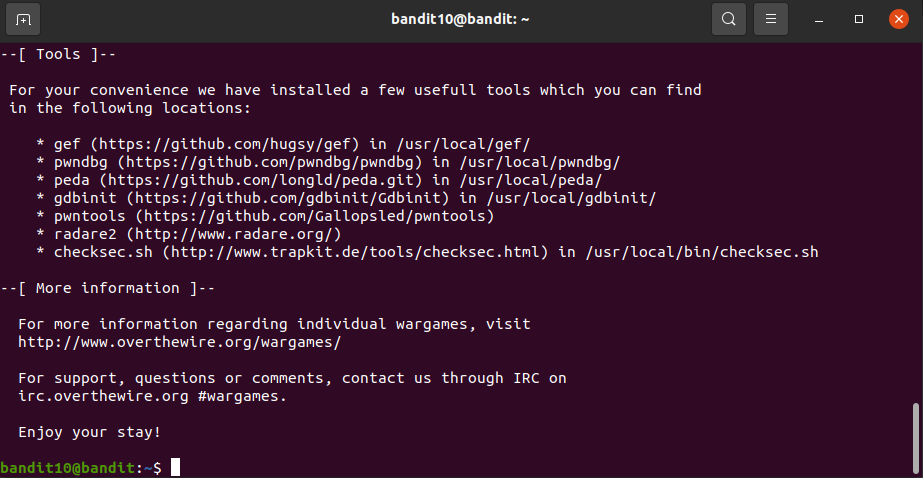 bandit10@bandit: ~
--[ Tools ]--
For your convenience we have installed a few usefull tools which you can find
in the following locations:
* gef (https://github.com/hugsy/gef) in /usr/local/gef/
* pwndbg (https://github.com/pwndbg/pwndbg) in /usr/local/pwndbg/
* peda (https://github.com/longld/peda.git) in /usr/local/peda/
* gdbinit (https://github.com/gdbinit/Gdbinit) in /usr/local/gdbinit/
* pwntools (https://github.com/Gallopsled/pwntools)
* radare2 (http://www.radare.org/)
* checksec.sh (http://www.trapkit.de/tools/checksec.html) in /usr/local/bin/checksec.sh
--[ More information ]--
For more information regarding individual wargames, visit
http://www.overthewire.org/wargames/
For support, questions or comments, contact us through IRC on
irc.overthewire.org #wargames.
Enjoy your stay!
bandit10@bandit:~$